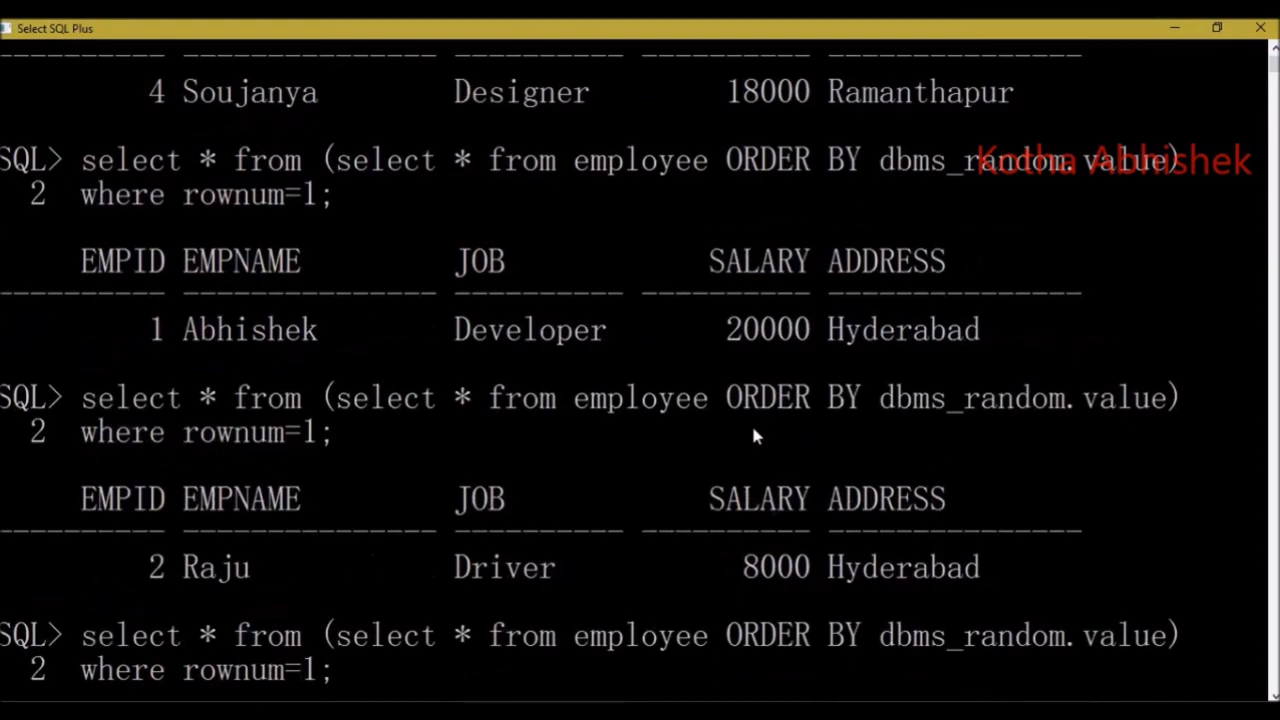 Select SQL Plus
---------- --------------- ---------- ---------- ---------------
4 Soujanya Designer 18000 Ramanthapur
SQL> select * from (select * from employee ORDER BY dbms_random.value)
Kotha Abhishek
2 where rownum=1;
EMPID EMPNAME JOB SALARY ADDRESS
---------- --------------- ---------- ---------- ---------------
1 Abhishek Developer 20000 Hyderabad
SQL> select * from (select * from employee ORDER BY dbms_random.value)
2 where rownum=1;
EMPID EMPNAME JOB SALARY ADDRESS
---------- --------------- ---------- ---------- ---------------
2 Raju Driver 8000 Hyderabad
SQL> select * from (select * from employee ORDER BY dbms_random.value)
2 where rownum=1;